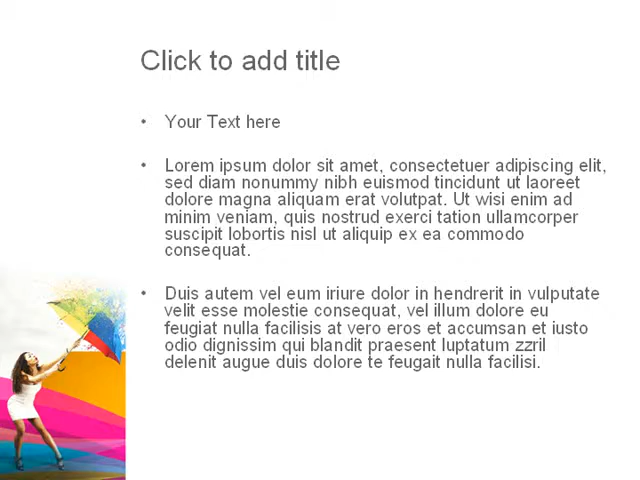 Click to add title
• Your Text here
• Lorem ipsum dolor sit amet, consectetuer adipiscing elit,
sed diam nonummy nibh euismod tincidunt ut laoreet
dolore magna aliquam erat volutpat. Ut wisi enim ad
minim veniam, quis nostrud exerci tation ullamcorper
suscipit lobortis nisl ut aliquip ex ea commodo
consequat.
• Duis autem vel eum iriure dolor in hendrerit in vulputate
velit esse molestie consequat, vel illum dolore eu
feugiat nulla facilisis at vero eros et accumsan et iusto
odio dignissim qui blandit praesent luptatum zzril
delenit augue duis dolore te feugait nulla facilisi.